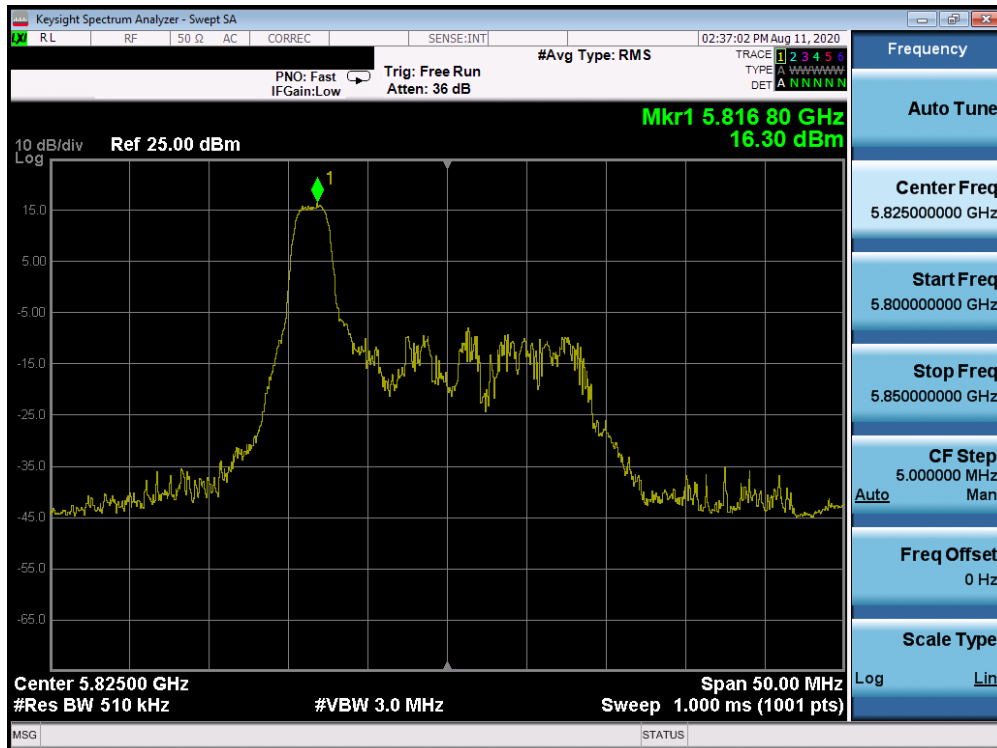 Keysight Spectrum Analyzer - Swept SA
LXI RL RF 50 Ω AC CORREC SENSE:INT 02:37:02 PM Aug 11, 2020
PNO: Fast
IFGain:Low
Trig: Free Run
Atten: 36 dB
#Avg Type: RMS
TRACE 1 2 3 4 5 6
TYPE A WWWWW
DET A N N N N N
Mkr1 5.816 80 GHz
16.30 dBm
10 dB/div
Log
Ref 25.00 dBm
1
15.0
5.00
-5.00
-15.0
-25.0
-35.0
-45.0
-55.0
-65.0
Center 5.82500 GHz
Span 50.00 MHz
#Res BW 510 kHz
#VBW 3.0 MHz
Sweep 1.000 ms (1001 pts)
MSG
STATUS
Frequency
Auto Tune
Center Freq
5.825000000 GHz
Start Freq
5.800000000 GHz
Stop Freq
5.850000000 GHz
CF Step
5.000000 MHz
Auto Man
Freq Offset
0 Hz
Scale Type
Log Lin